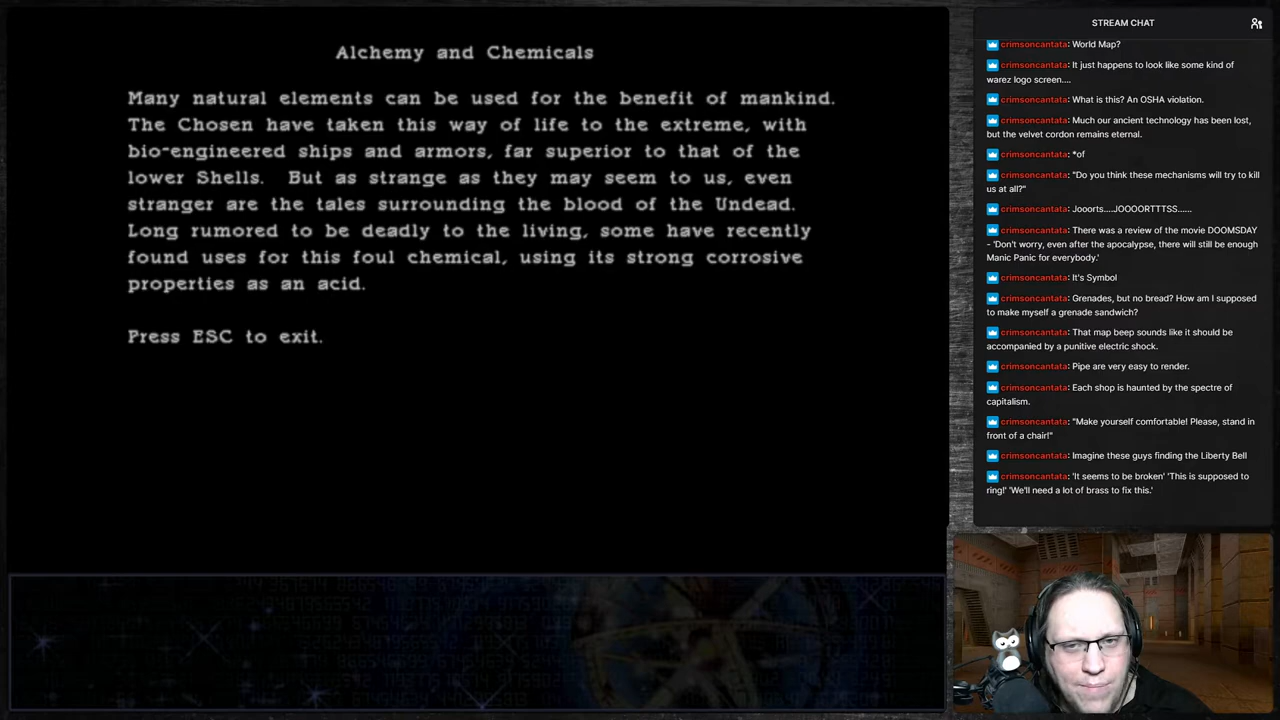 Alchemy and Chemicals
Many natural elements can be used for the benefit of mankind.
The Chosen have taken this way of life to the extreme, with
bio-engineered ships and armors, far superior to that of the
lower Shells. But as strange as they may seem to us, even
stranger are the tales surrounding the blood of the Undead.
Long rumored to be deadly to the living, some have recently
found uses for this foul chemical, using its strong corrosive
properties as an acid.
Press ESC to exit.
STREAM CHAT
crimsoncantata: World Map?
crimsoncantata: It just happens to look like some kind of
warez logo screen....
crimsoncantata: What is this? An OSHA violation.
crimsoncantata: Much our ancient technology has been lost,
but the velvet cordon remains eternal.
crimsoncantata: *of
crimsoncantata: "Do you think these mechanisms will try to kill
us at all?"
crimsoncantata: Jooorts....JOOOORTTTSS......
crimsoncantata: There was a review of the movie DOOMSDAY
- 'Don't worry, even after the apocalypse, there will still be enough
Manic Panic for everybody.'
crimsoncantata: It's Symbol
crimsoncantata: Grenades, but no bread? How am I supposed
to make myself a grenade sandwich?
crimsoncantata: That map beep sounds like it should be
accompanied by a punitive electric shock.
crimsoncantata: Pipe are very easy to render.
crimsoncantata: Each shop is haunted by the spectre of
capitalism.
crimsoncantata: "Make yourself comfortable! Please, stand in
front of a chair!"
crimsoncantata: Imagine these guys finding the Liberty Bell
crimsoncantata: 'It seems to be broken' 'This is supposed to
ring!' 'We'll need a lot of brass to fix this.'